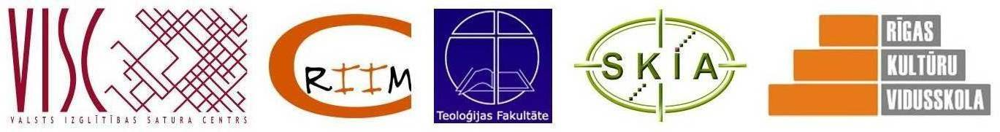 VISC
VALSTS IZGLĪTĪBAS SATURA CENTRS
RIIM
Teoloģijas Fakultāte
SKIA
RĪGAS
KULTŪRU
VIDUSSKOLA